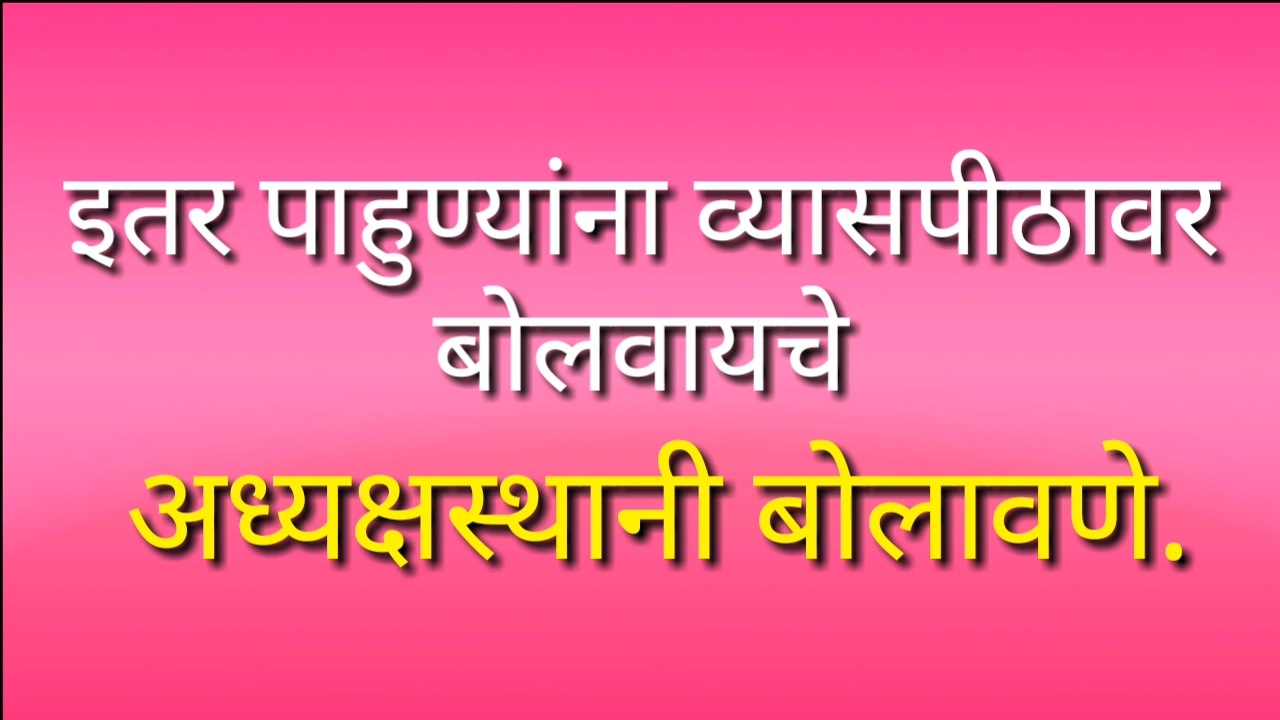 इतर पाहुण्यांना व्यासपीठावर
बोलवायचे
अध्यक्षस्थानी बोलावणे.